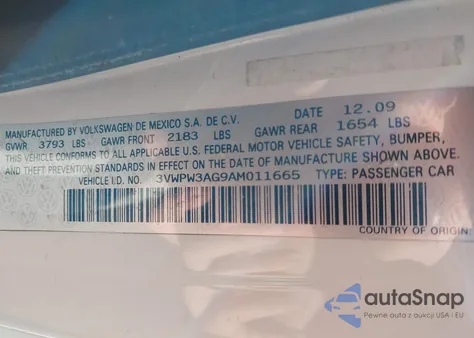 MANUFACTURED BY VOLKSWAGEN DE MEXICO S.A. DE C.V. DATE 12.09
GVWR 3793 LBS GAWR FRONT 2183 LBS GAWR REAR 1654 LBS
THIS VEHICLE CONFORMS TO ALL APPLICABLE U.S. FEDERAL MOTOR VEHICLE SAFETY, BUMPER,
AND THEFT PREVENTION STANDARDS IN EFFECT ON THE DATE OF MANUFACTURE SHOWN ABOVE.
VEHICLE I.D. NO. 3VWPW3AG9AM011665 TYPE: PASSENGER CAR
COUNTRY OF ORIGIN:
autoSnap
Pewne auta z USA i EU